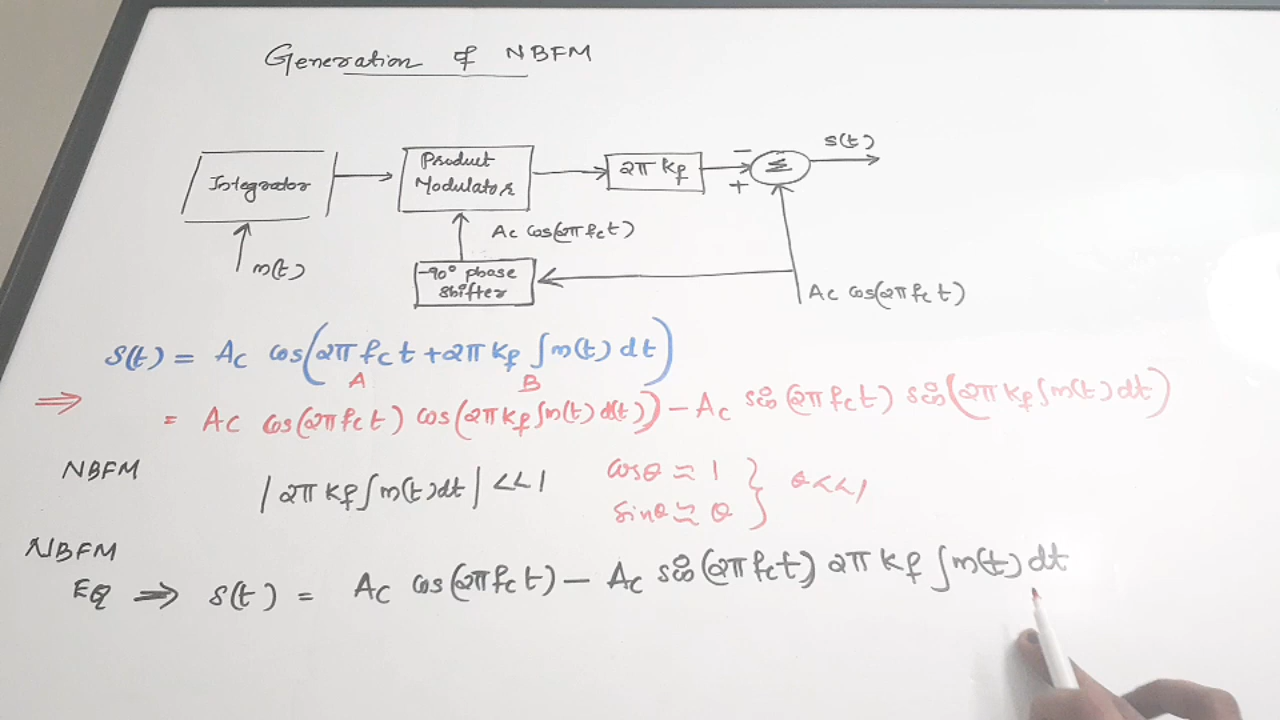 Generation of NBFM
s(t)
Integrator
Product Modulator
2π Kf
−
Σ
+
Ac Cos(2π fc t)
m(t)
-90° phase shifter
Ac Cos(2π fc t)
S(t) = Ac Cos(2π fc t + 2π Kf ∫m(t) dt)
A B
⇒ = Ac Cos(2π fc t) Cos(2π Kf ∫m(t) dt) − Ac Sin(2π fc t) Sin(2π Kf ∫m(t) dt)
NBFM |2π Kf ∫m(t) dt| <<1 Cosθ ≃ 1 } θ <<1
Sinθ ≃ θ
NBFM
EQ ⇒ S(t) = Ac Cos(2π fc t) − Ac Sin(2π fc t) 2π Kf ∫m(t) dt